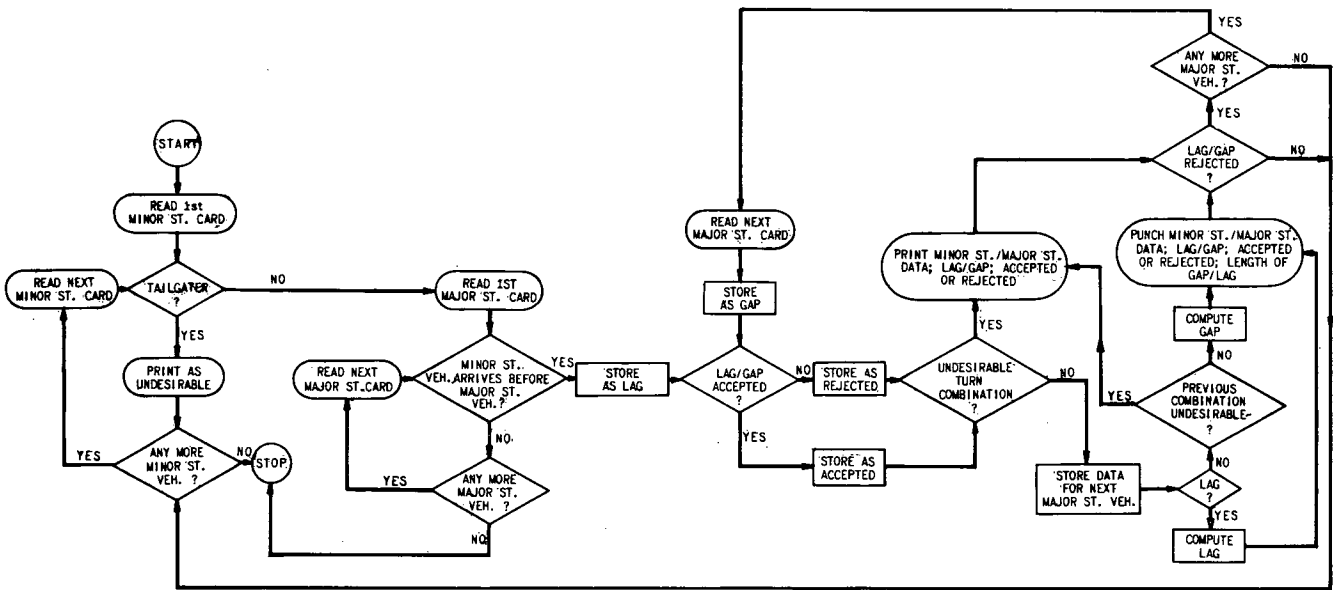 START
READ 1st
MINOR ST. CARD
READ NEXT
MINOR ST. CARD
TAILGATER
?
NO
YES
PRINT AS
UNDESIRABLE
ANY MORE
MINOR ST.
VEH. ?
YES
NO
STOP
READ 1ST
MAJOR ST. CARD
READ NEXT
MAJOR ST. CARD
MINOR ST.
VEH. ARRIVES BEFORE
MAJOR ST.
VEH.?
YES
NO
ANY MORE
MAJOR ST.
VEH. ?
YES
NO
STORE
AS LAG
READ NEXT
MAJOR ST. CARD
STORE
AS GAP
LAG/GAP
ACCEPTED
?
NO
YES
STORE AS
REJECTED
STORE AS
ACCEPTED
PRINT MINOR ST./MAJOR ST.
DATA; LAG/GAP; ACCEPTED
OR REJECTED
YES
UNDESIRABLE
TURN
COMBINATION
?
NO
STORE DATA
FOR NEXT
MAJOR ST. VEH.
YES
ANY MORE
MAJOR ST.
VEH. ?
NO
YES
LAG/GAP
REJECTED
?
NO
PUNCH MINOR ST./MAJOR ST.
DATA; LAG/GAP; ACCEPTED
OR REJECTED; LENGTH OF
GAP/LAG
COMPUTE
GAP
NO
PREVIOUS
COMBINATION
UNDESIRABLE-
?
YES
NO
LAG
?
YES
COMPUTE
LAG